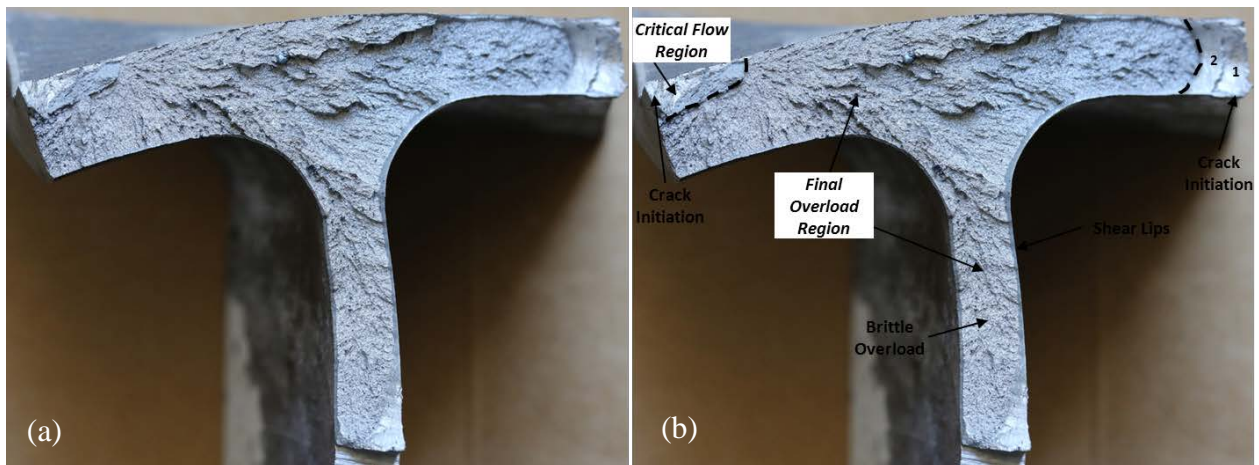 (a)
Critical Flow
Region
2
1
Crack
Initiation
Crack
Initiation
Final
Overload
Region
Shear Lips
Brittle
Overload
(b)